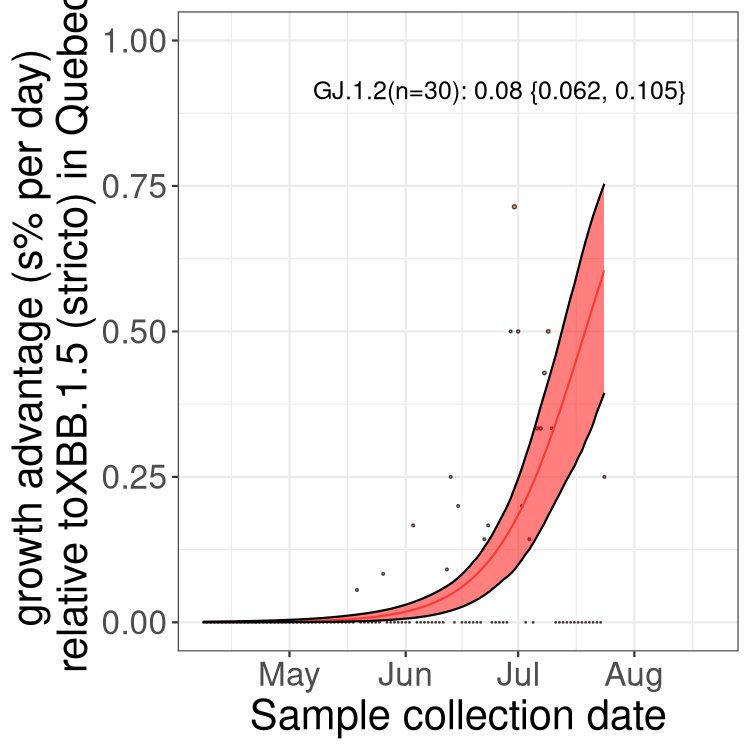 growth advantage (s% per day)
relative toXBB.1.5 (stricto) in Quebec
1.00
0.75
0.50
0.25
0.00
GJ.1.2(n=30): 0.08 {0.062, 0.105}
May Jun Jul Aug
Sample collection date